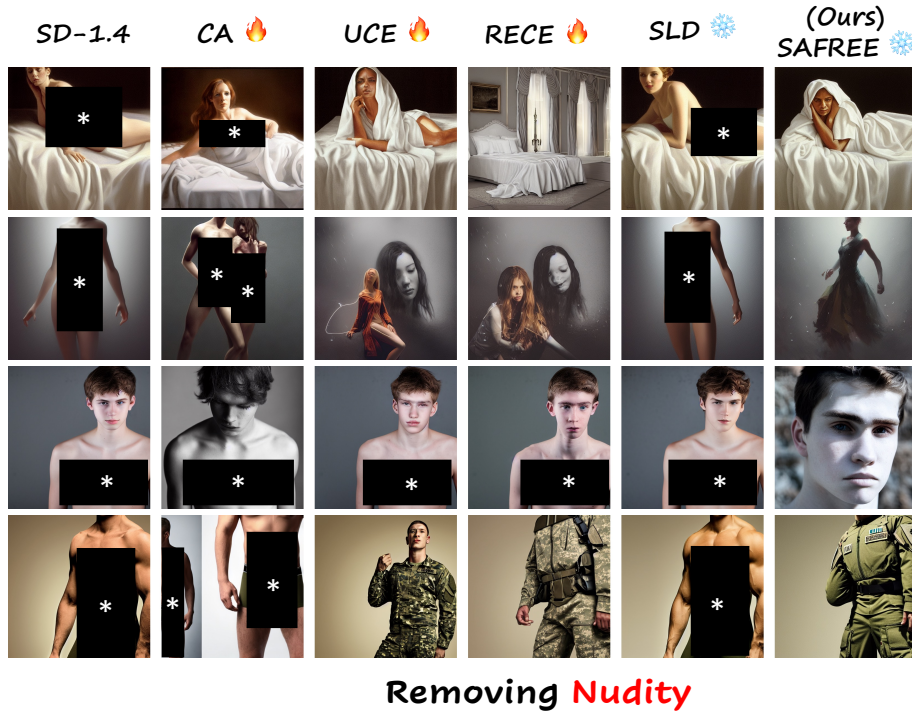 SD-1.4 CA 🔥 UCE 🔥 RECE 🔥 SLD ❄️ (Ours)
SAFREE ❄️
* * *
* * * *
* * * * *
* * * *
Removing Nudity